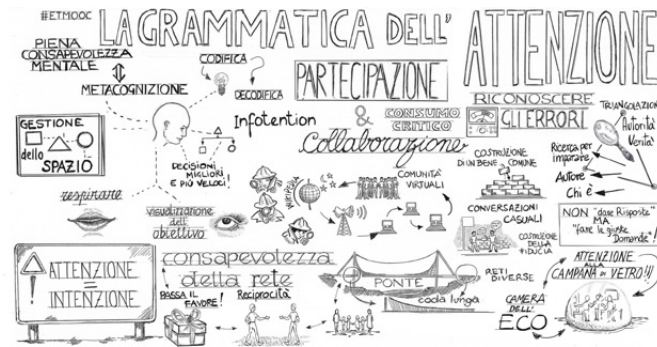 #ETMOOC
LA GRAMMATICA DELL'
ATTENZIONE
PIENA
CONSAPEVOLEZZA
MENTALE
METACOGNIZIONE
CODIFICA
DECODIFICA
PARTECIPAZIONE
&
CONSUMO
CRITICO
Collaborazione
RICONOSCERE
GLI ERRORI
TRIANGOLAZIONE
Autorità
Verità
Ricerca per
imparare
Autore
Chi è
GESTIONE
dello
SPAZIO
Infotention
DECISIONI
MIGLIORI
E PIÙ VELOCI!
respirare
visualizzazione
dell'
obiettivo
WIKIPEDIA
COMUNITÀ
VIRTUALI
COSTRUZIONE
DI UN BENE COMUNE
CONVERSAZIONI
CASUALI
COSTRUZIONE
DELLA
FIDUCIA
NON "dare Risposte"
MA
"fare le giuste
Domande"!
ATTENZIONE
=
INTENZIONE
consapevolezza
della rete
PASSA IL
FAVORE!
Reciprocità
PONTE
coda lunga
RETI
DIVERSE
CAMERA
DELL'
ECO
ATTENZIONE
ALLA
CAMPANA DI VETRO!!!